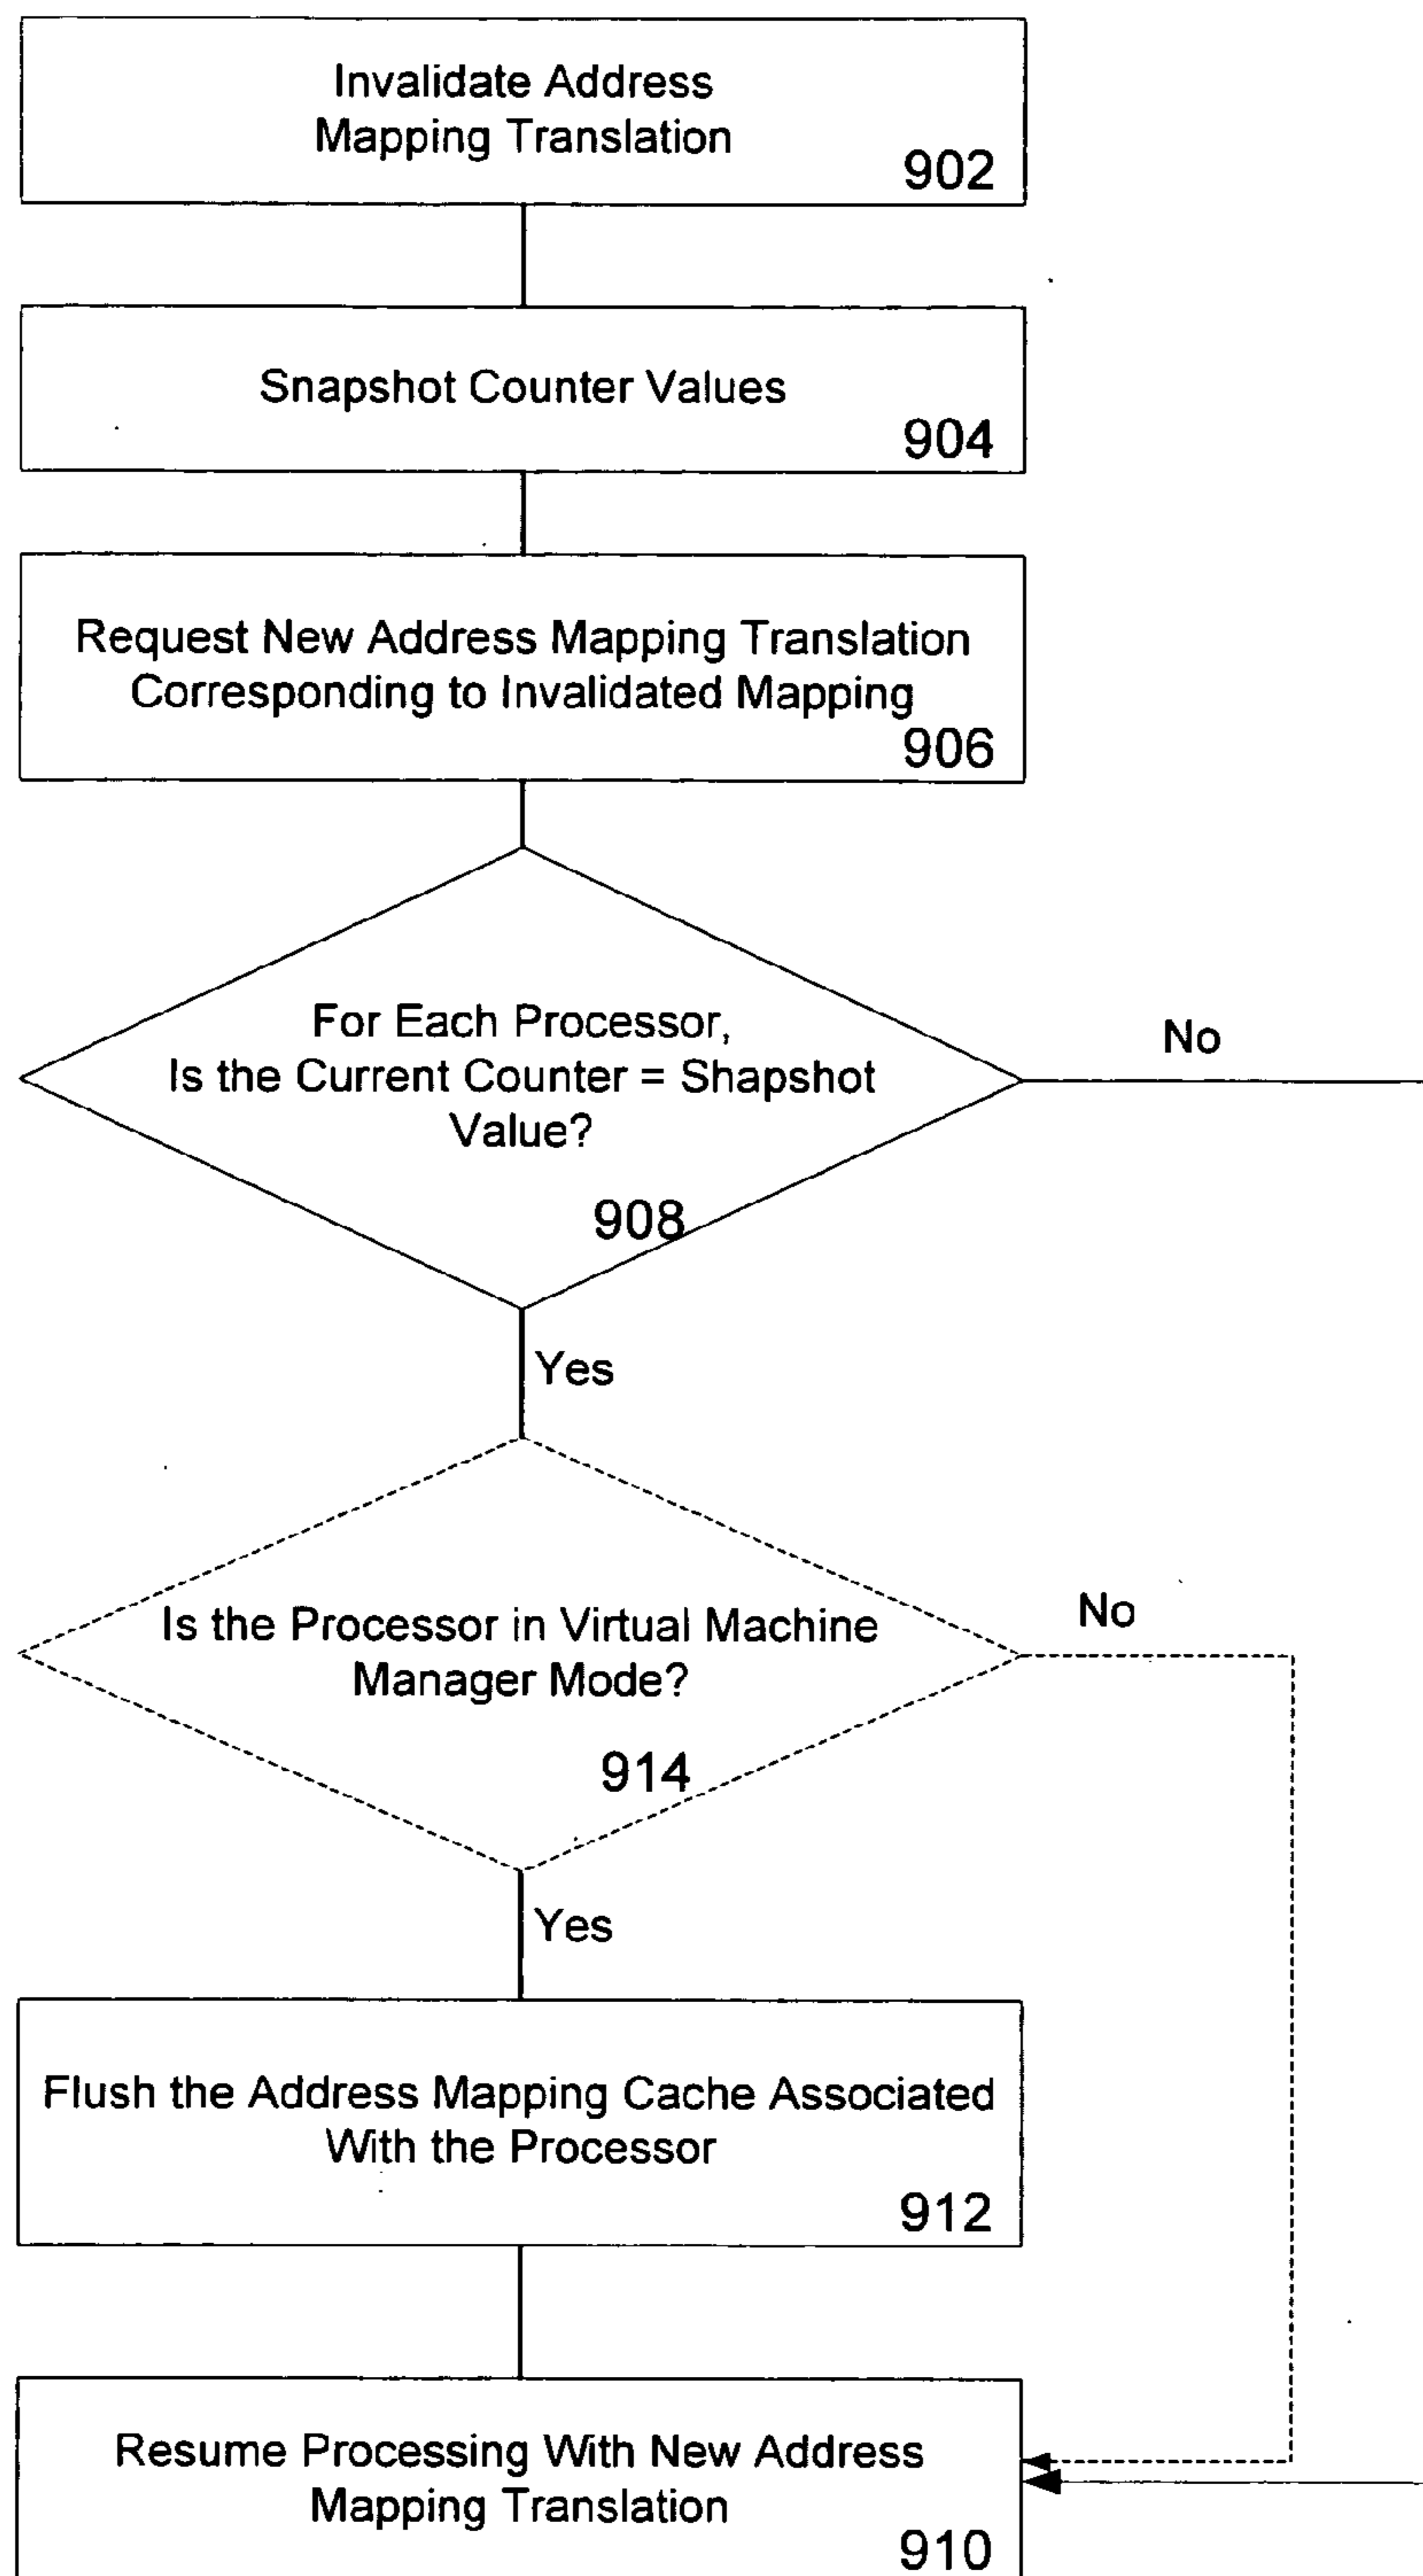 Invalidate Address
Mapping Translation
902
Snapshot Counter Values
904
Request New Address Mapping Translation
Corresponding to Invalidated Mapping
906
For Each Processor,
Is the Current Counter = Shapshot
Value?
No
908
Yes
Is the Processor in Virtual Machine
Manager Mode?
No
914
Yes
Flush the Address Mapping Cache Associated
With the Processor
912
Resume Processing With New Address
Mapping Translation
910